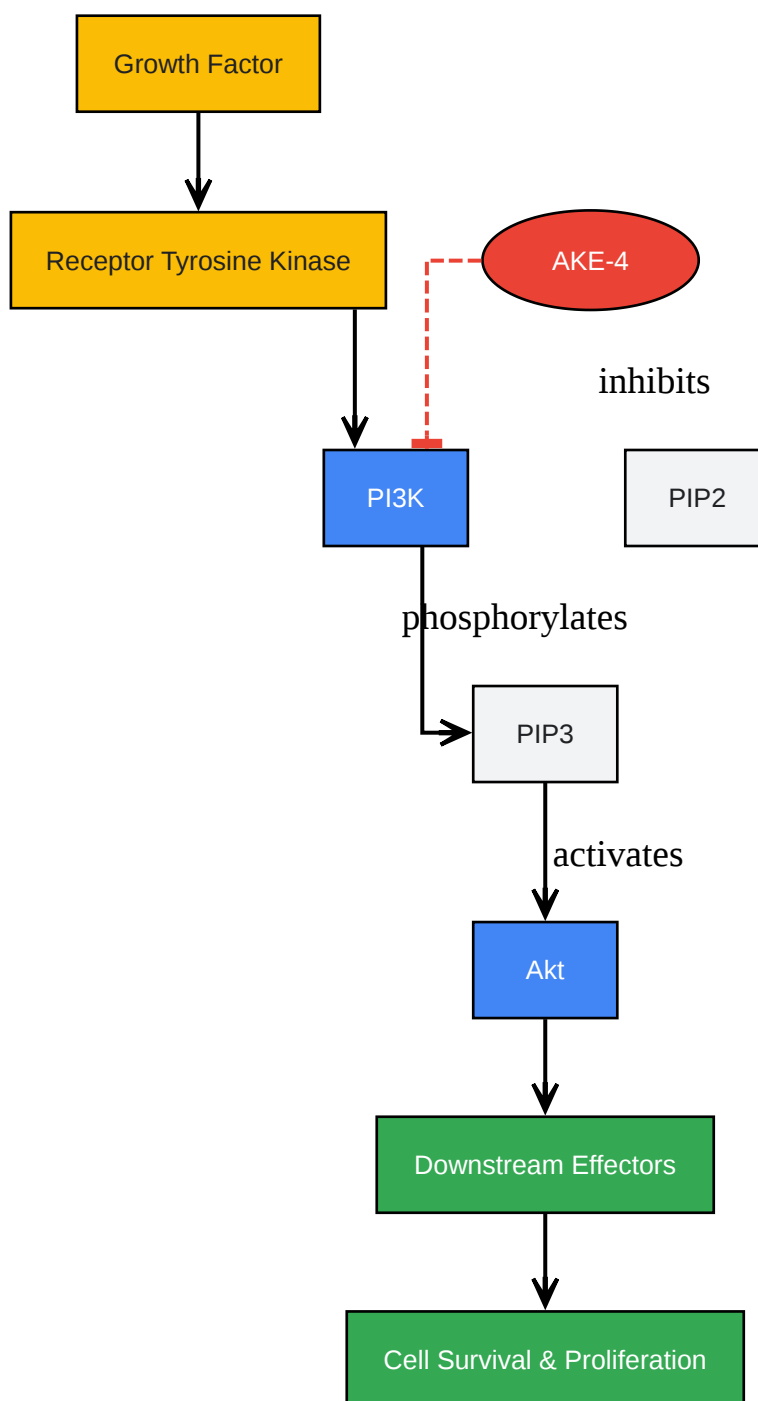 Growth Factor
Receptor Tyrosine Kinase
AKE-4
inhibits
PI3K
PIP2
phosphorylates
PIP3
activates
Akt
Downstream Effectors
Cell Survival & Proliferation